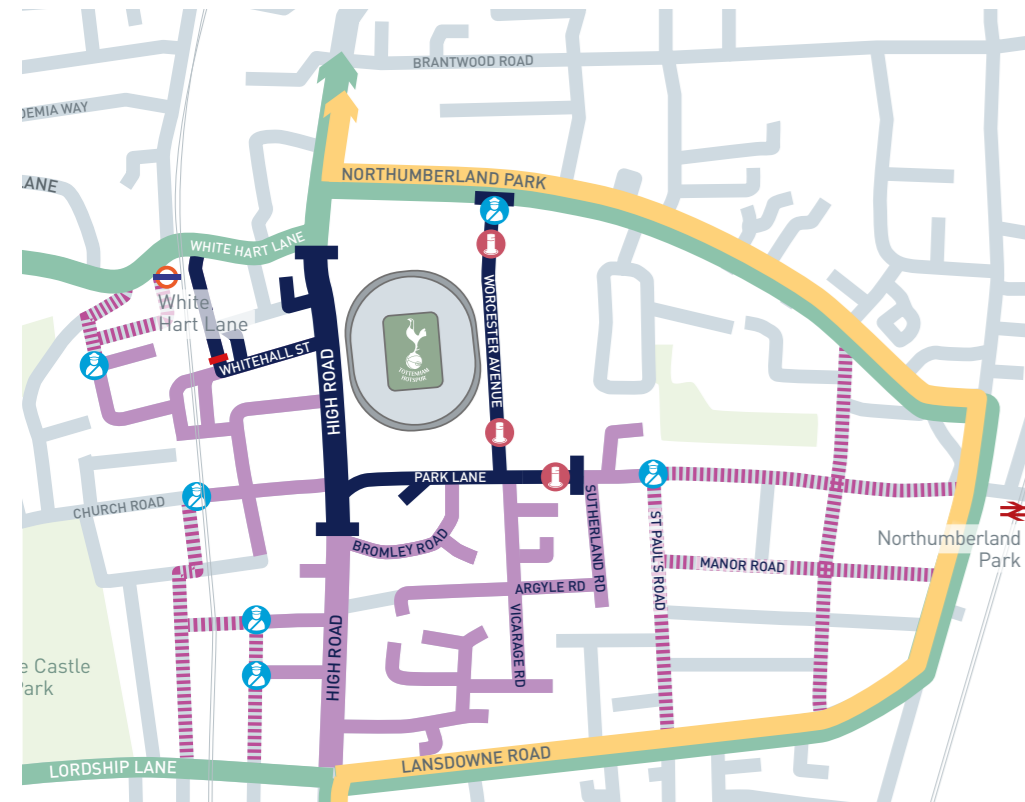 BRANTWOOD ROAD
DEMIA WAY
NORTHUMBERLAND PARK
LANE
WHITE HART LANE
White
Hart Lane
WORCESTER AVENUE
TOTTENHAM
HOTSPUR
WHITEHALL ST
HIGH ROAD
PARK LANE
CHURCH ROAD
SUTHERLAND RD
ST PAUL'S ROAD
Northumberland
Park
BROMLEY ROAD
MANOR ROAD
ARGYLE RD
VICARAGE RD
HIGH ROAD
e Castle
Park
LANSDOWNE ROAD
LORDSHIP LANE